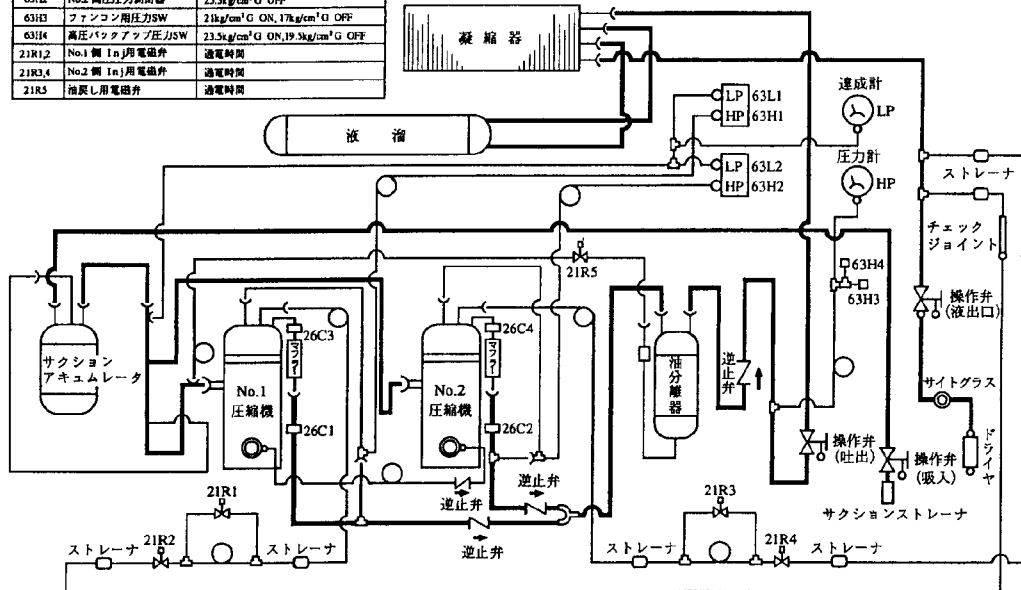 63H2 No.2 高圧圧力制御器 25.5kg/cm²G OFF
63H3 ファンコン用圧力SW 21kg/cm²G ON,17kg/cm²G OFF
63H4 高圧バックアップ圧力SW 23.5kg/cm²G ON,19.5kg/cm²G OFF
21R1,2 No.1 側 Inj用電磁弁 通電時間
21R3,4 No.2 側 Inj用電磁弁 通電時間
21R5 油戻し用電磁弁 通電時間
凝縮器
液溜
LP 63L1
HP 63H1
LP 63L2
HP 63H2
達成計
LP
圧力計
HP
ストレーナ
チェック
ジョイント
21R5
63H4
63H3
操作弁
(液出口)
サクション
アキュムレータ
No.1
圧縮機
26C3
マフラー
26C1
No.2
圧縮機
26C4
マフラー
26C2
油分離器
逆止弁
サイトグラス
ドライヤ
操作弁
(吐出)
操作弁
(吸入)
サクションストレーナ
逆止弁
逆止弁
逆止弁
21R1
21R2
ストレーナ
ストレーナ
21R3
21R4
ストレーナ
ストレーナ